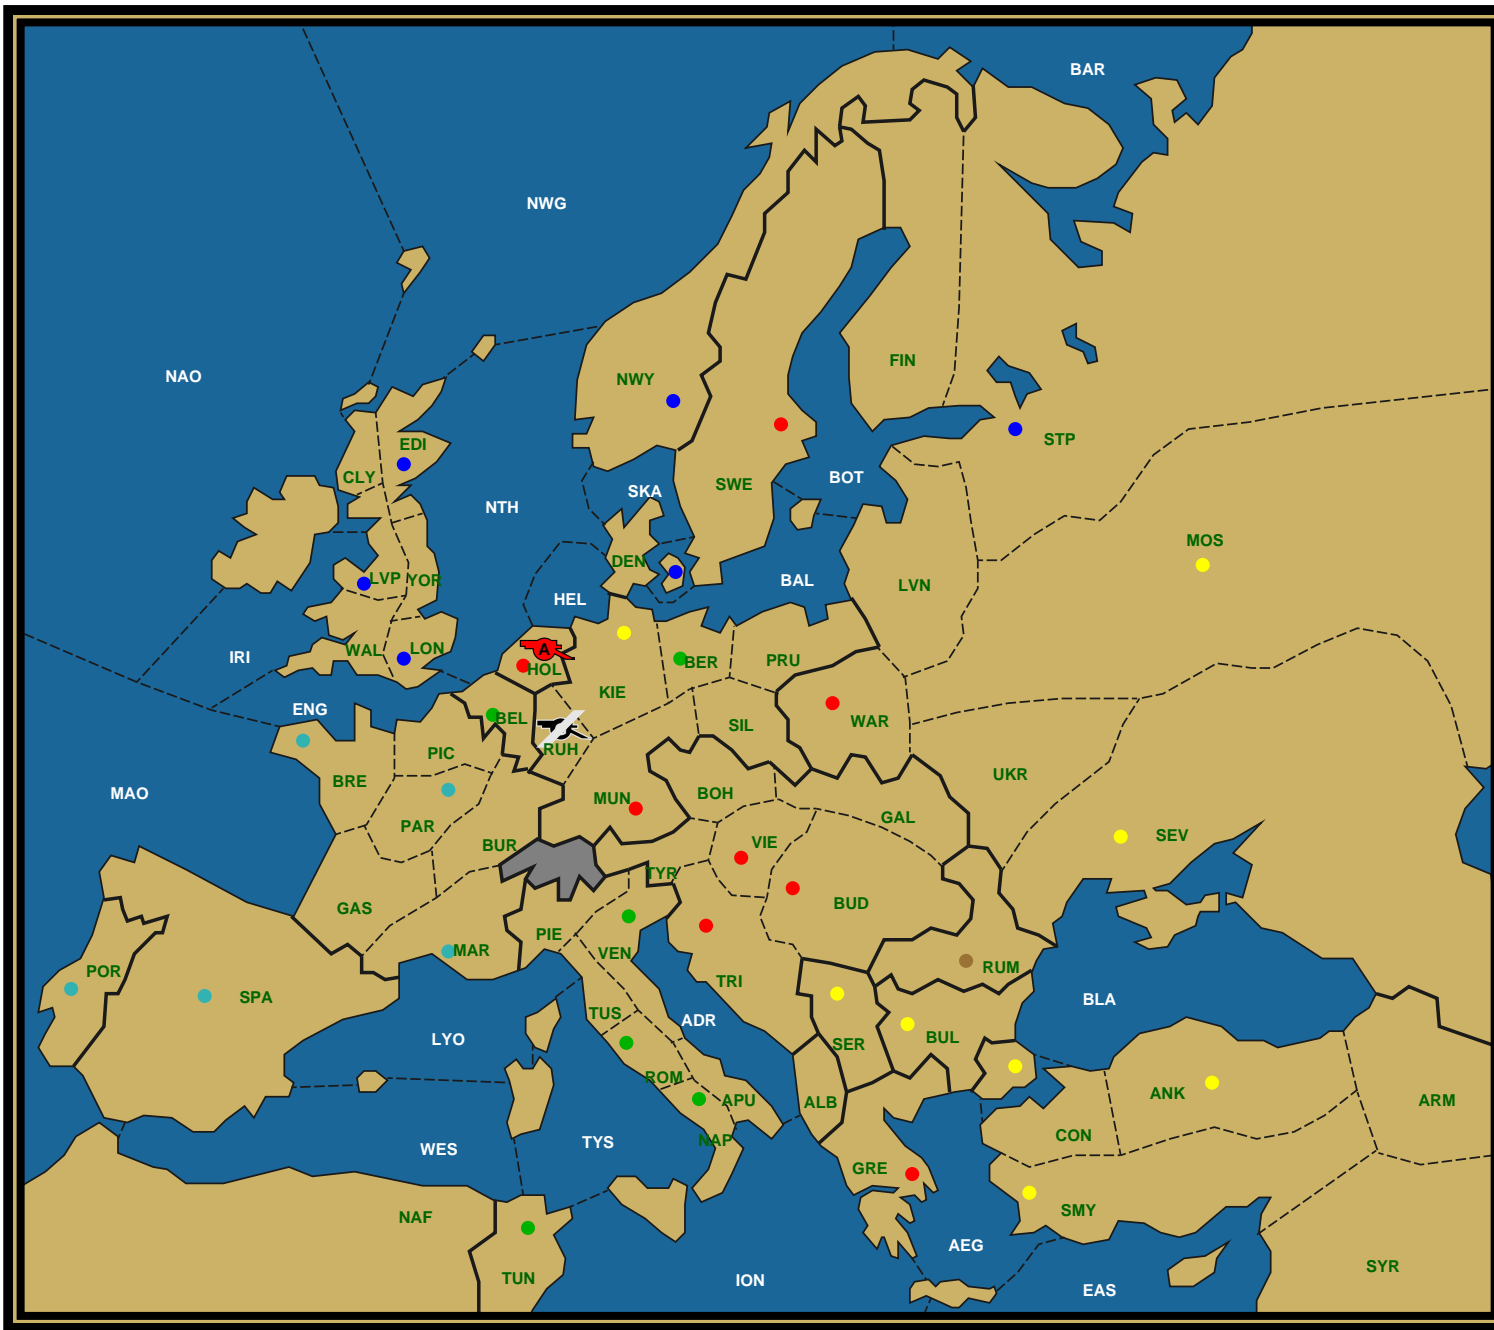 BAR
NWG
NAO
FIN
NWY
STP
EDI
CLY
SWE
BOT
SKA
NTH
MOS
DEN
LVP
YOR
BAL
LVN
HEL
WAL
LON
IRI
A
HOL
BER
PRU
KIE
ENG
BEL
WAR
SIL
RUH
PIC
BRE
UKR
MAO
MUN
BOH
PAR
GAL
SEV
BUR
VIE
TYR
BUD
GAS
PIE
MAR
VEN
POR
SPA
TRI
RUM
BLA
TUS
ADR
LYO
SER
BUL
ROM
APU
ALB
ANK
ARM
CON
NAP
TYS
WES
GRE
SMY
NAF
AEG
SYR
TUN
ION
EAS